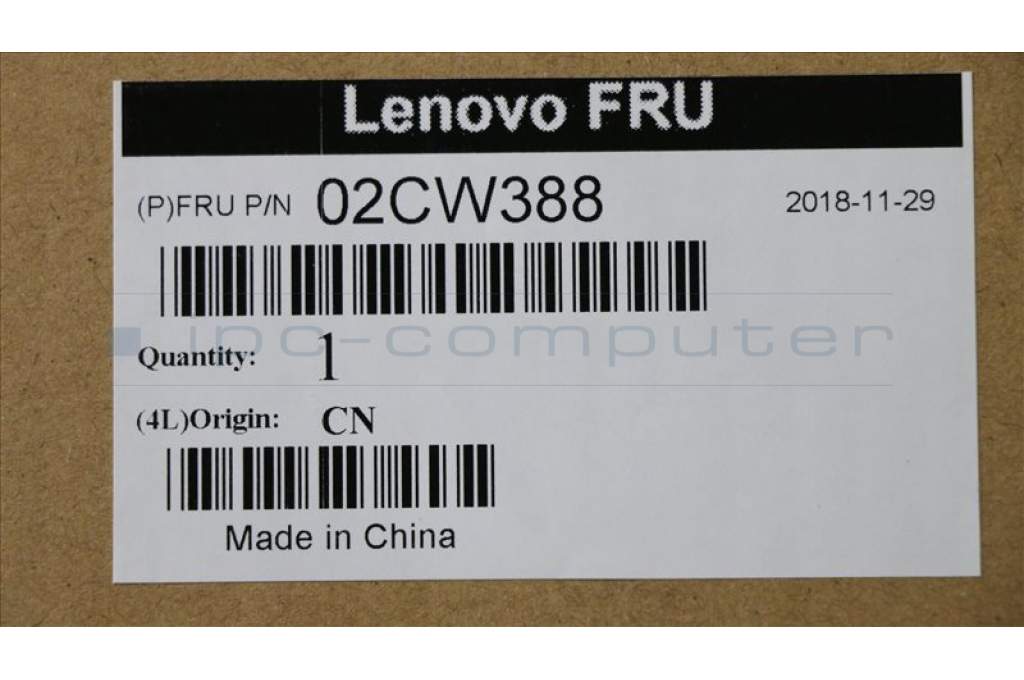 Lenovo FRU
(P)FRU P/N 02CW388 2018-11-29
ipc-computer
Quantity: 1
(4L)Origin: CN
Made in China